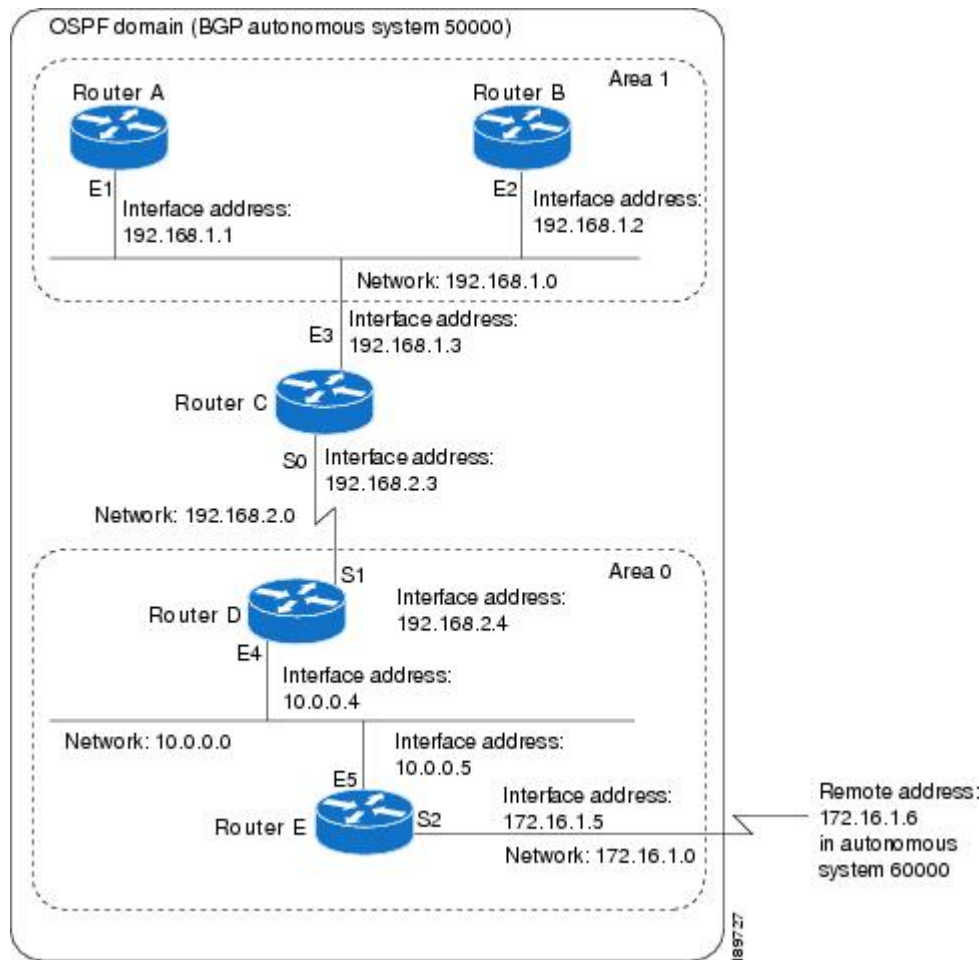 OSPF domain (BGP autonomous system 50000)
Area 1
Router A
Router B
E1
E2
Interface address:
192.168.1.1
Interface address:
192.168.1.2
Network: 192.168.1.0
E3
Interface address:
192.168.1.3
Router C
S0
Interface address:
192.168.2.3
Network: 192.168.2.0
S1
Area 0
Router D
Interface address:
192.168.2.4
E4
Interface address:
10.0.0.4
Network: 10.0.0.0
Interface address:
10.0.0.5
E5
Router E
S2
Interface address:
172.16.1.5
Network: 172.16.1.0
Remote address:
172.16.1.6
in autonomous
system 60000
189727